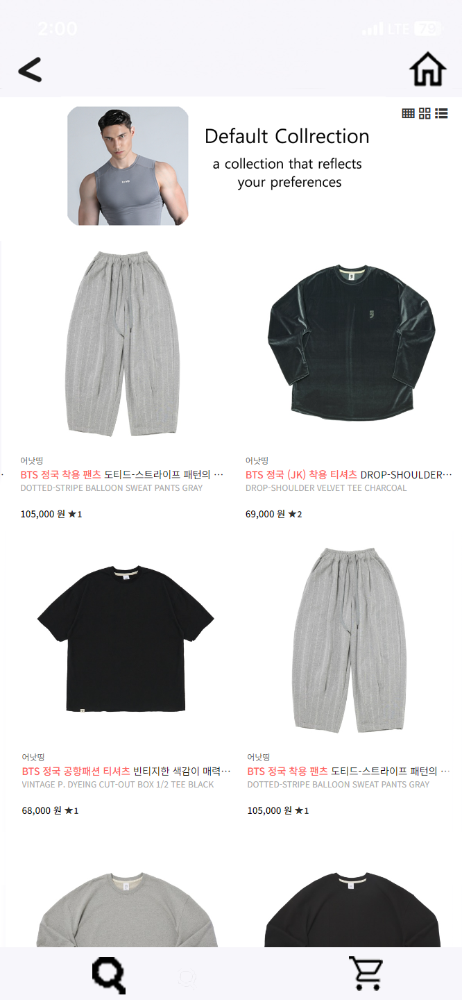 2:00
LTE 79
Default Collrection
a collection that reflects
your preferences
어낫띵
BTS 정국 착용 팬츠 도티드-스트라이프 패턴의 ···
DOTTED-STRIPE BALLOON SWEAT PANTS GRAY
105,000 원 ★1
어낫띵
BTS 정국 (JK) 착용 티셔츠 DROP-SHOULDER···
DROP-SHOULDER VELVET TEE CHARCOAL
69,000 원 ★2
어낫띵
BTS 정국 공항패션 티셔츠 빈티지한 색감이 매력···
VINTAGE P. DYEING CUT-OUT BOX 1/2 TEE BLACK
68,000 원 ★1
어낫띵
BTS 정국 착용 팬츠 도티드-스트라이프 패턴의 ···
DOTTED-STRIPE BALLOON SWEAT PANTS GRAY
105,000 원 ★1